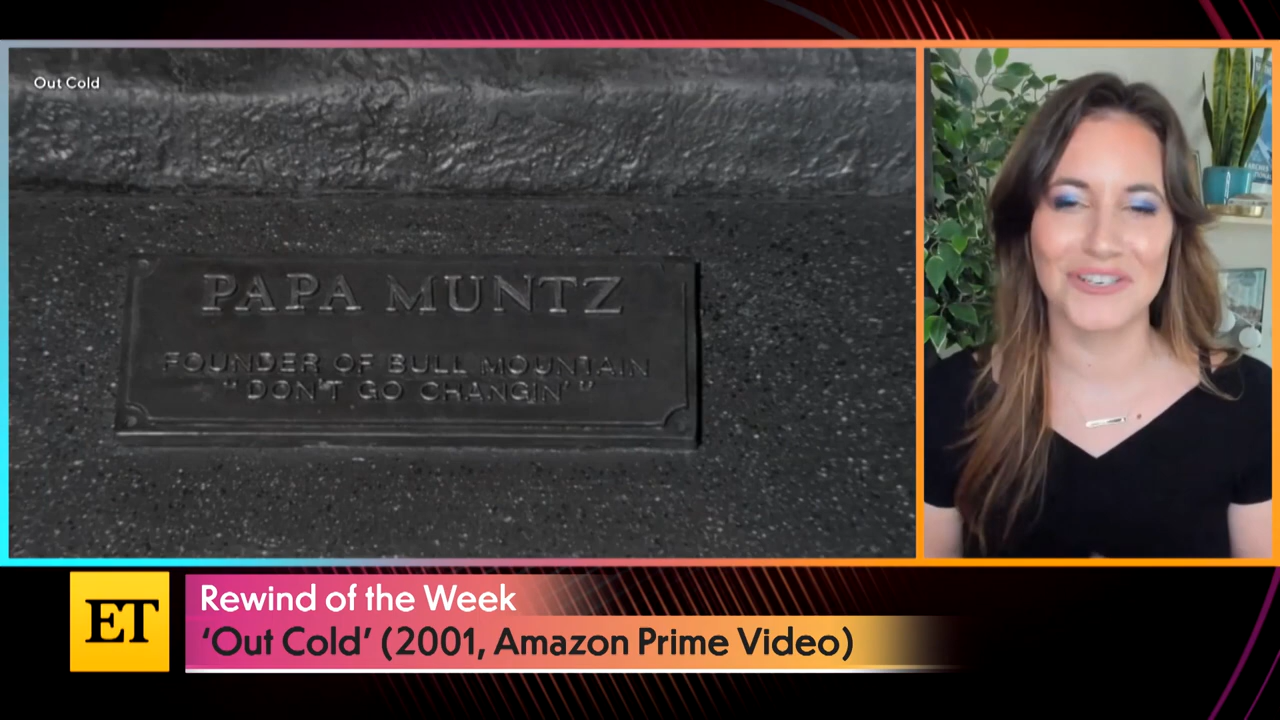 Out Cold
PAPA MUNTZ
FOUNDER OF BULL MOUNTAIN
"DON'T GO CHANGIN'"
ET
Rewind of the Week
‘Out Cold’ (2001, Amazon Prime Video)